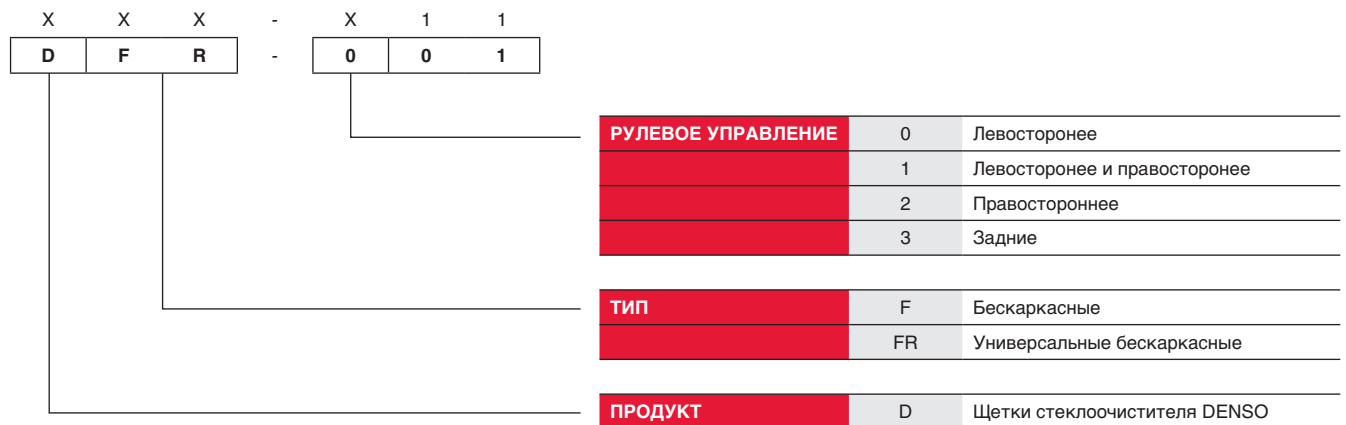 X X X - X 1 1
D F R - 0 0 1
РУЛЕВОЕ УПРАВЛЕНИЕ 0 Левосторонее
1 Левосторонее и правосторонее
2 Правостороннее
3 Задние
ТИП F Бескаркасные
FR Универсальные бескаркасные
ПРОДУКТ D Щетки стеклоочистителя DENSO